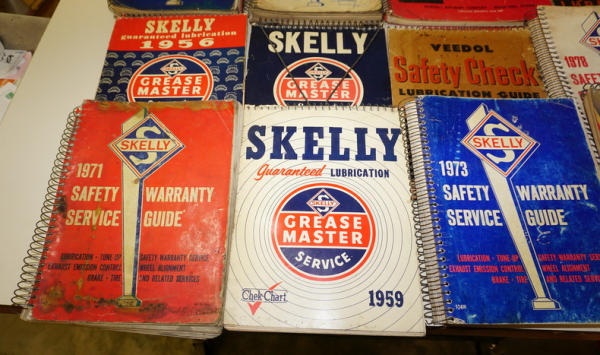 SKELLY
guaranteed lubrication
1956
GREASE
MASTER
SKELLY
SKELLY
GREASE
MASTER
VEEDOL
Safety Check
LUBRICATION GUIDE
1978
S
SKELLY
1971
SAFETY WARRANTY
SERVICE GUIDE
LUBRICATION - TUNE-UP SAFETY WARRANTY SERVICE
EXHAUST EMISSION CONTROL WHEEL ALIGNMENT
BRAKE - TIRE AND RELATED SERVICES
SKELLY
Guaranteed LUBRICATION
SKELLY
GREASE
MASTER
SERVICE
Chek-Chart
1959
S
SKELLY
1973
SAFETY WARRANTY
SERVICE GUIDE
LUBRICATION - TUNE-UP SAFETY WARRANTY SERVICE
EXHAUST EMISSION CONTROL WHEEL ALIGNMENT
BRAKE - TIRE AND RELATED SERVICES